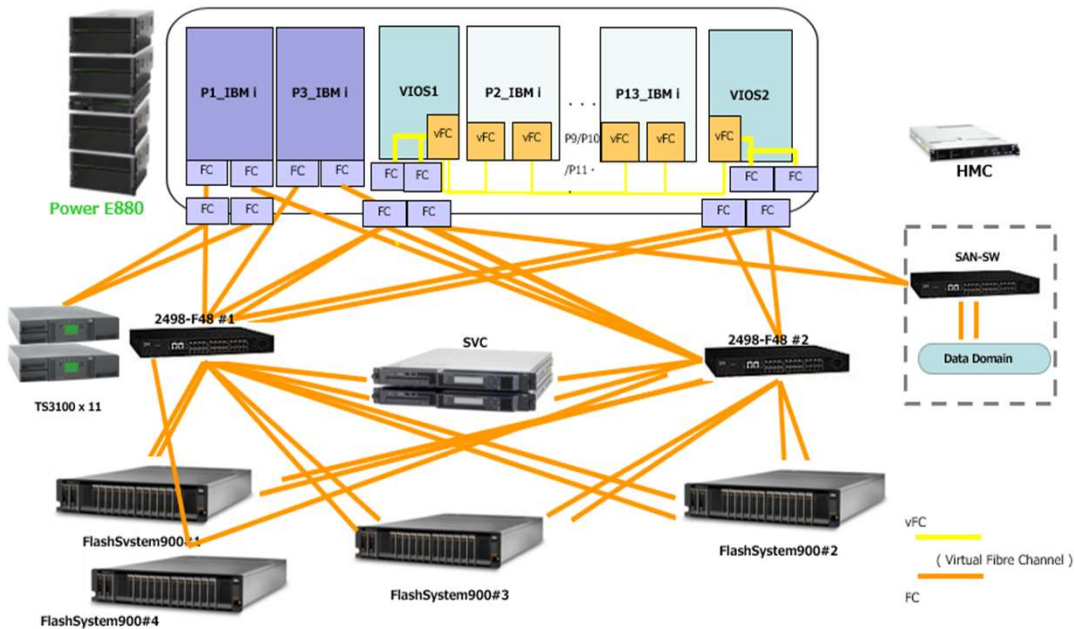 P1_IBM i
P3_IBM i
VIOS1
P2_IBM i
. . .
P13_IBM i
VIOS2
vFC
vFC
vFC
P9/P10
vFC
vFC
vFC
/P11 ·
FC
FC
FC
FC
FC
FC
FC
FC
FC
FC
FC
FC
FC
FC
HMC
Power E880
SAN-SW
2498-F48 #1
SVC
2498-F48 #2
Data Domain
TS3100 x 11
FlashSvstem900#1
FlashSystem900#2
FlashSystem900#3
FlashSystem900#4
vFC
( Virtual Fibre Channel )
FC